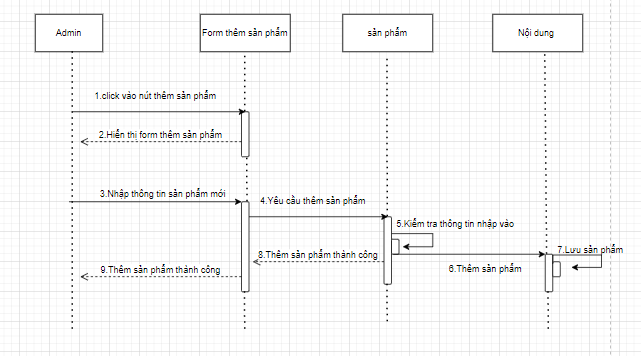 Admin
Form thêm sản phẩm
sản phẩm
Nội dung
1.click vào nút thêm sản phẩm
2.Hiển thị form thêm sản phẩm
3.Nhập thông tin sản phẩm mới
4.Yêu cầu thêm sản phẩm
5.Kiểm tra thông tin nhập vào
7.Lưu sản phẩm
8.Thêm sản phẩm thành công
6.Thêm sản phẩm
9.Thêm sản phẩm thành công